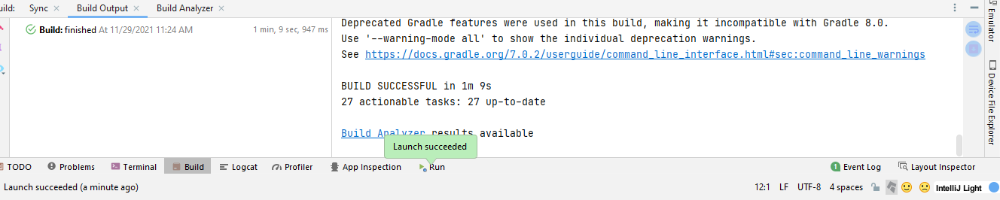 uild:
Sync
Build Output
Build Analyzer
Build: finished At 11/29/2021 11:24 AM
1 min, 9 sec, 947 ms
Deprecated Gradle features were used in this build, making it incompatible with Gradle 8.0.
Use '--warning-mode all' to show the individual deprecation warnings.
See https://docs.gradle.org/7.0.2/userguide/command_line_interface.html#sec:command_line_warnings
BUILD SUCCESSFUL in 1m 9s
27 actionable tasks: 27 up-to-date
Build Analyzer results available
Launch succeeded
Emulator
Device File Explorer
TODO
Problems
Terminal
Build
Logcat
Profiler
App Inspection
Run
1 Event Log
Layout Inspector
Launch succeeded (a minute ago)
12:1
LF
UTF-8
4 spaces
IntelliJ Light